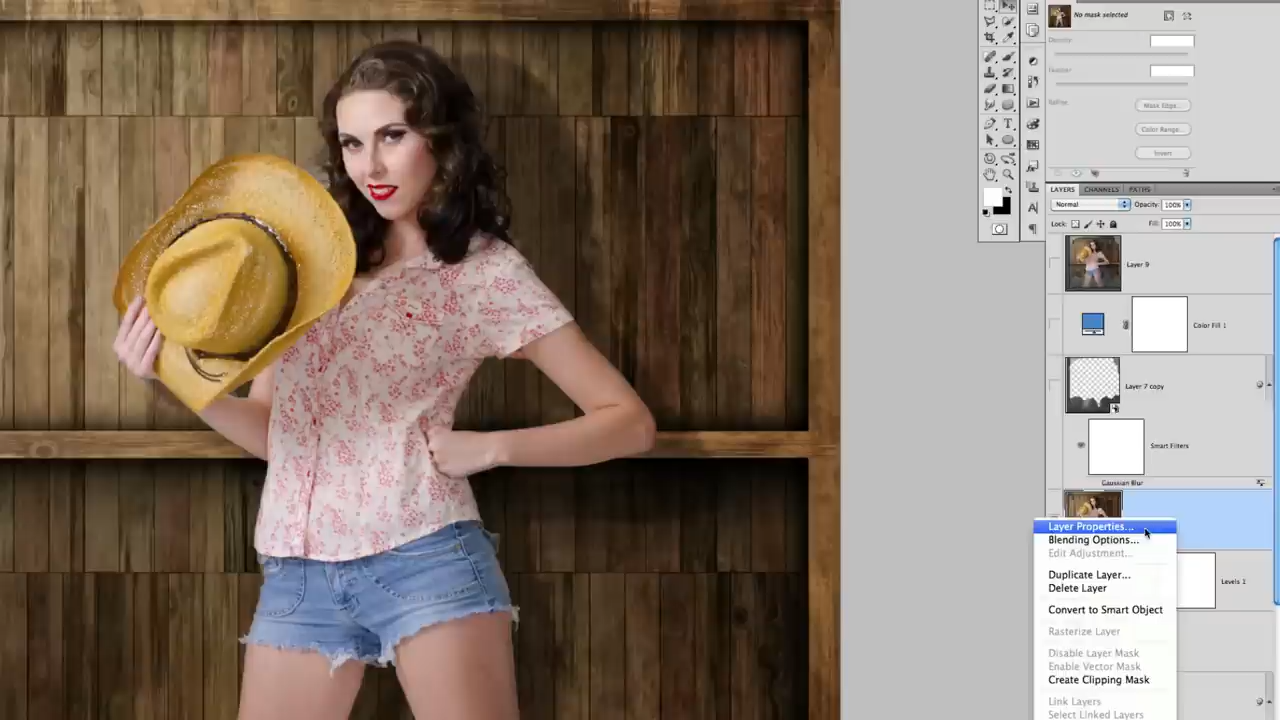 No mask selected
Density:
Feather:
Refine:
Mask Edge...
Color Range...
Invert
LAYERS CHANNELS PATHS
Normal Opacity: 100%
Lock: Fill: 100%
Layer 9
Color Fill 1
Layer 7 copy
Smart Filters
Gaussian Blur
Layer Properties...
Blending Options...
Edit Adjustment...
Duplicate Layer...
Delete Layer
Levels 2
Convert to Smart Object
Rasterize Layer
Disable Layer Mask
Enable Vector Mask
Create Clipping Mask
Link Layers
Select Linked Layers